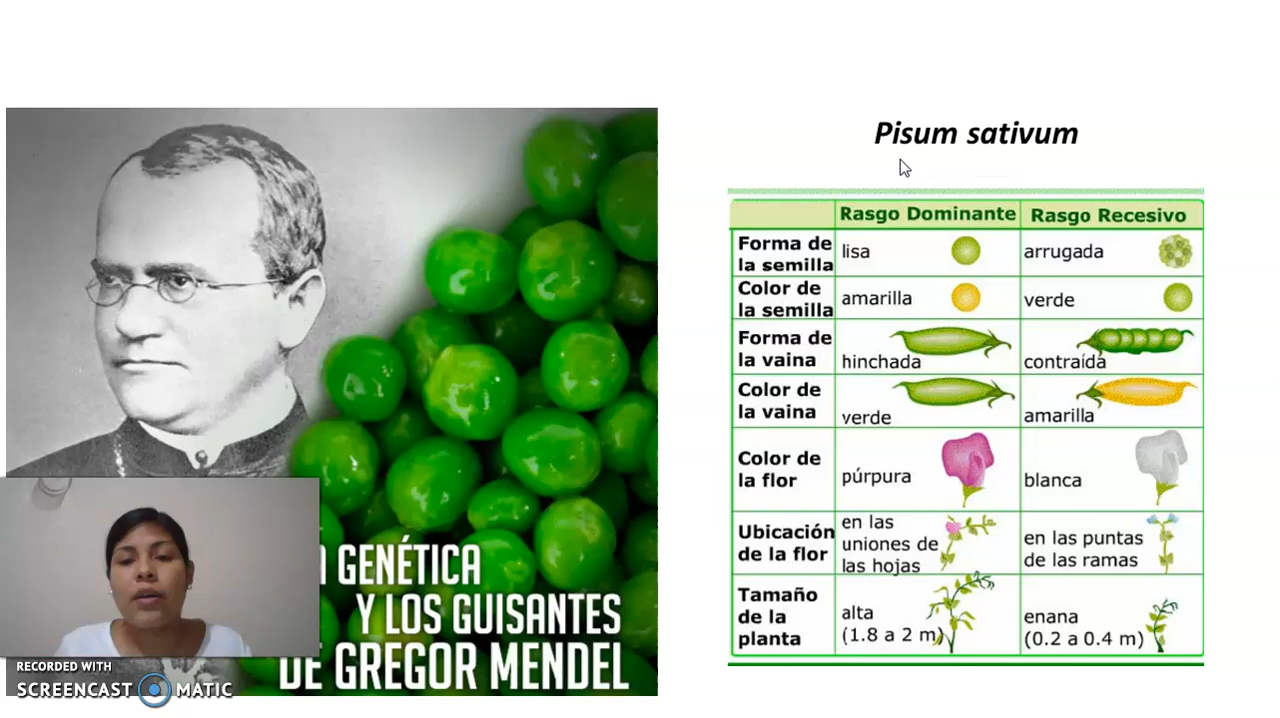 A GENÉTICA
Y LOS GUISANTES
DE GREGOR MENDEL
RECORDED WITH
SCREENCAST MATIC
Pisum sativum
Rasgo Dominante Rasgo Recesivo
Forma de
la semilla
lisa
arrugada
Color de
la semilla
amarilla
verde
Forma de
la vaina
hinchada
contraída
Color de
la vaina
verde
amarilla
Color de
la flor
púrpura
blanca
Ubicación
de la flor
en las
uniones de
las hojas
en las puntas
de las ramas
Tamaño
de la
planta
alta
(1.8 a 2 m)
enana
(0.2 a 0.4 m)